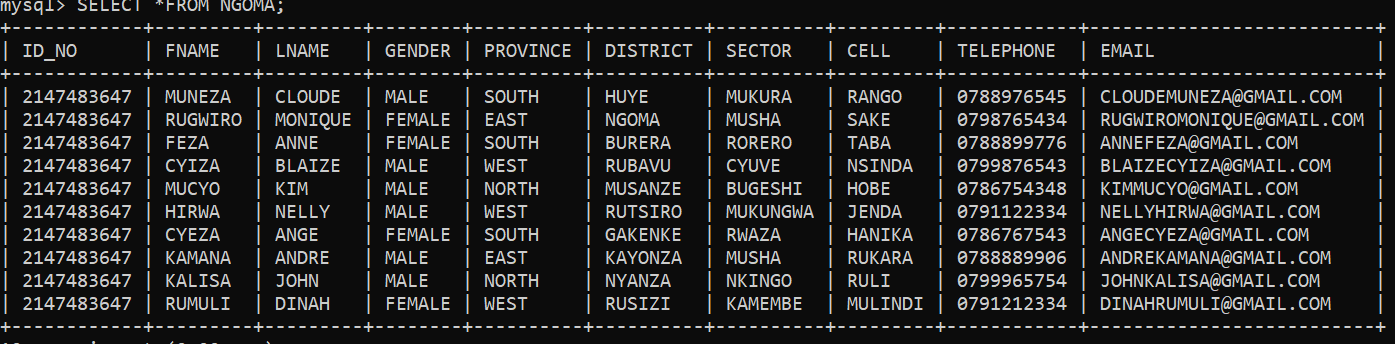 mysql> SELECT *FROM NGOMA;
+------------+---------+---------+--------+----------+----------+----------+---------+------------+--------------------------+
| ID_NO | FNAME | LNAME | GENDER | PROVINCE | DISTRICT | SECTOR | CELL | TELEPHONE | EMAIL |
+------------+---------+---------+--------+----------+----------+----------+---------+------------+--------------------------+
| 2147483647 | MUNEZA | CLOUDE | MALE | SOUTH | HUYE | MUKURA | RANGO | 0788976545 | CLOUDEMUNEZA@GMAIL.COM |
| 2147483647 | RUGWIRO | MONIQUE | FEMALE | EAST | NGOMA | MUSHA | SAKE | 0798765434 | RUGWIROMONIQUE@GMAIL.COM |
| 2147483647 | FEZA | ANNE | FEMALE | SOUTH | BURERA | RORERO | TABA | 0788899776 | ANNEFEZA@GMAIL.COM |
| 2147483647 | CYIZA | BLAIZE | MALE | WEST | RUBAVU | CYUVE | NSINDA | 0799876543 | BLAIZECYIZA@GMAIL.COM |
| 2147483647 | MUCYO | KIM | MALE | NORTH | MUSANZE | BUGESHI | HOBE | 0786754348 | KIMMUCYO@GMAIL.COM |
| 2147483647 | HIRWA | NELLY | MALE | WEST | RUTSIRO | MUKUNGWA | JENDA | 0791122334 | NELLYHIRWA@GMAIL.COM |
| 2147483647 | CYEZA | ANGE | FEMALE | SOUTH | GAKENKE | RWAZA | HANIKA | 0786767543 | ANGECYEZA@GMAIL.COM |
| 2147483647 | KAMANA | ANDRE | MALE | EAST | KAYONZA | MUSHA | RUKARA | 0788889906 | ANDREKAMANA@GMAIL.COM |
| 2147483647 | KALISA | JOHN | MALE | NORTH | NYANZA | NKINGO | RULI | 0799965754 | JOHNKALISA@GMAIL.COM |
| 2147483647 | RUMULI | DINAH | FEMALE | WEST | RUSIZI | KAMEMBE | MULINDI | 0791212334 | DINAHRUMULI@GMAIL.COM |
+------------+---------+---------+--------+----------+----------+----------+---------+------------+--------------------------+